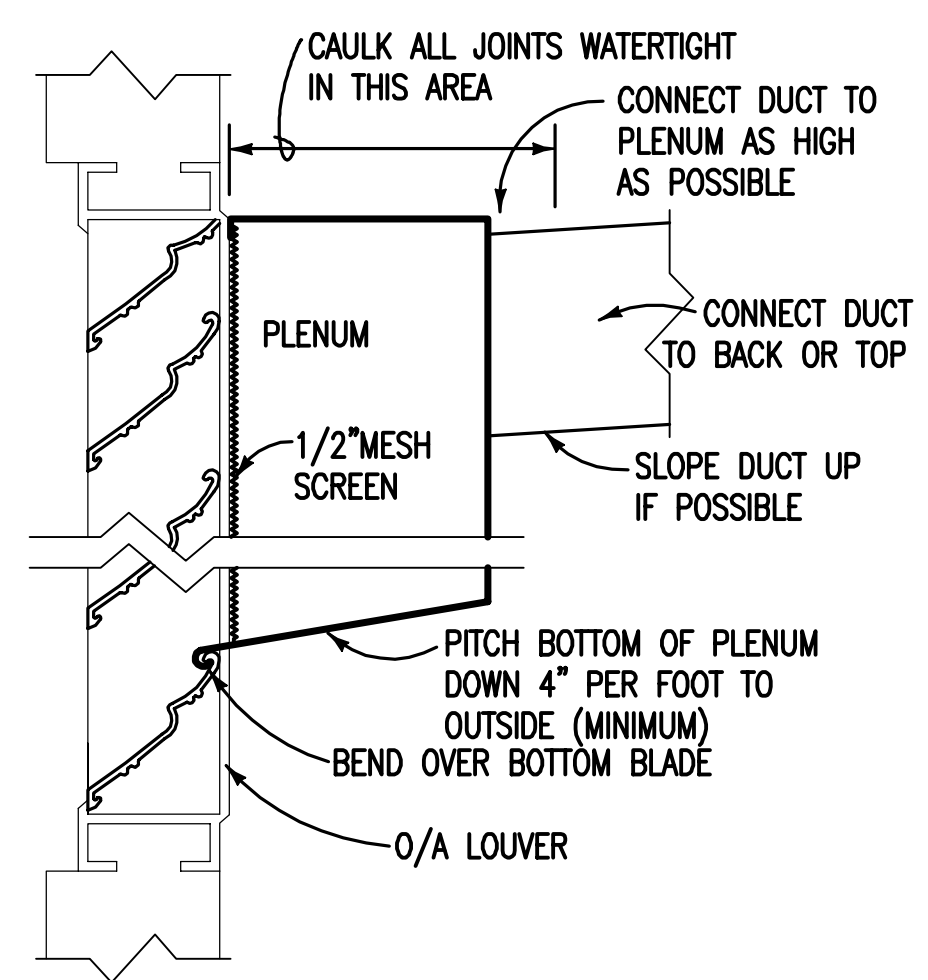 CAULK ALL JOINTS WATERTIGHT
IN THIS AREA
CONNECT DUCT TO
PLENUM AS HIGH
AS POSSIBLE
PLENUM
CONNECT DUCT
TO BACK OR TOP
1/2"MESH
SCREEN
SLOPE DUCT UP
IF POSSIBLE
PITCH BOTTOM OF PLENUM
DOWN 4" PER FOOT TO
OUTSIDE (MINIMUM)
BEND OVER BOTTOM BLADE
O/A LOUVER